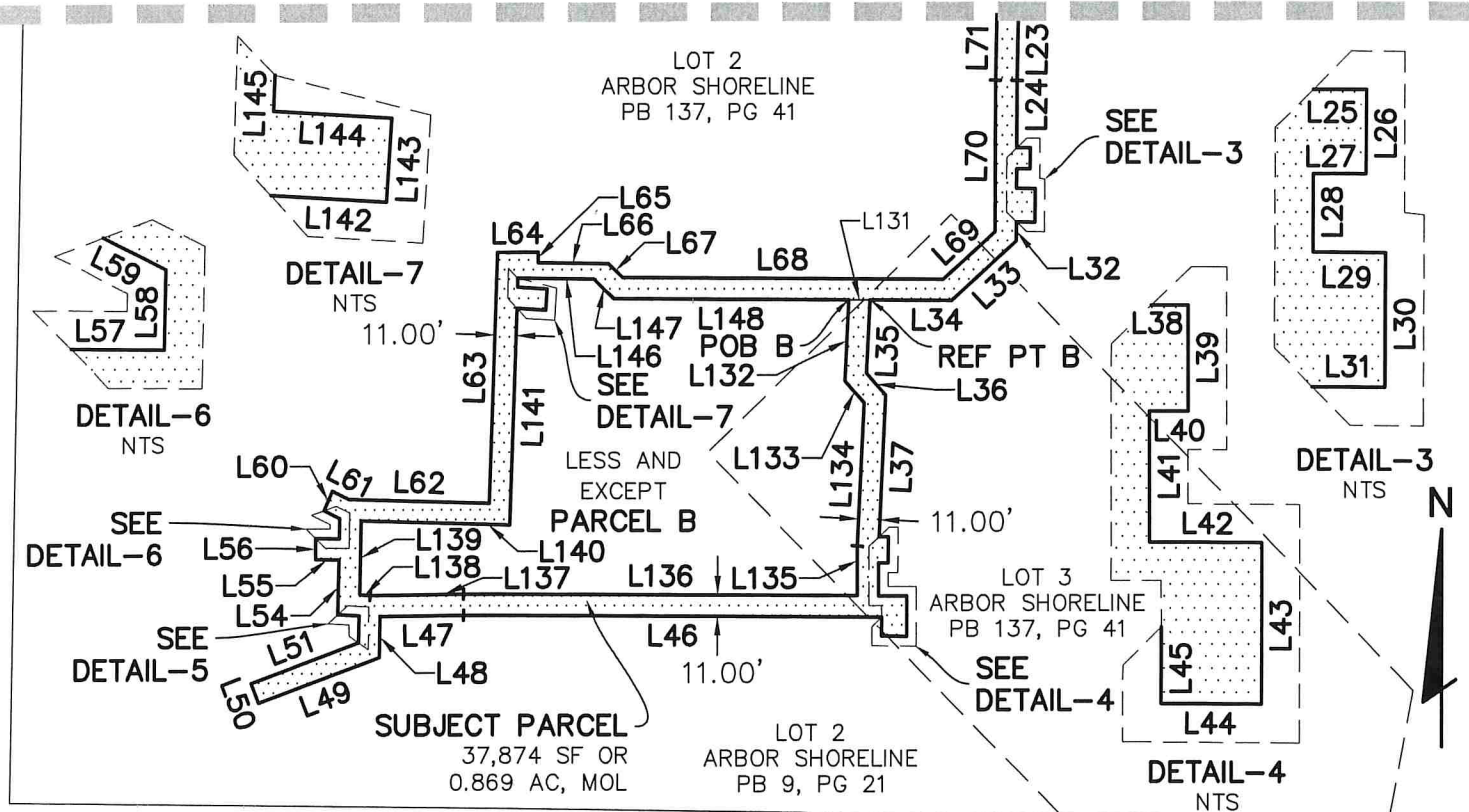 LOT 2
ARBOR SHORELINE
PB 137, PG 41
L71
L23
L24
L70
SEE
DETAIL-3
L145
L144
L143
L142
DETAIL-7
NTS
L25
L26
L27
L28
L29
L30
L31
DETAIL-3
NTS
L59
L58
L57
DETAIL-6
NTS
L64
L65
L66
L67
L68
L131
L69
L33
L32
11.00'
L147
L148
L146
L34
POB B
REF PT B
L132
L35
L36
SEE
DETAIL-7
L63
L141
L133
L134
L37
L38
L39
L40
L41
L42
L43
L45
L44
DETAIL-4
NTS
N
LESS AND
EXCEPT
PARCEL B
L60
L61
L62
SEE
DETAIL-6
L56
L139
L140
11.00'
L55
L138
L137
L136
L135
L54
LOT 3
ARBOR SHORELINE
PB 137, PG 41
SEE
DETAIL-5
L51
L47
L46
L48
11.00'
L50
L49
SEE
DETAIL-4
SUBJECT PARCEL
37,874 SF OR
0.869 AC, MOL
LOT 2
ARBOR SHORELINE
PB 9, PG 21